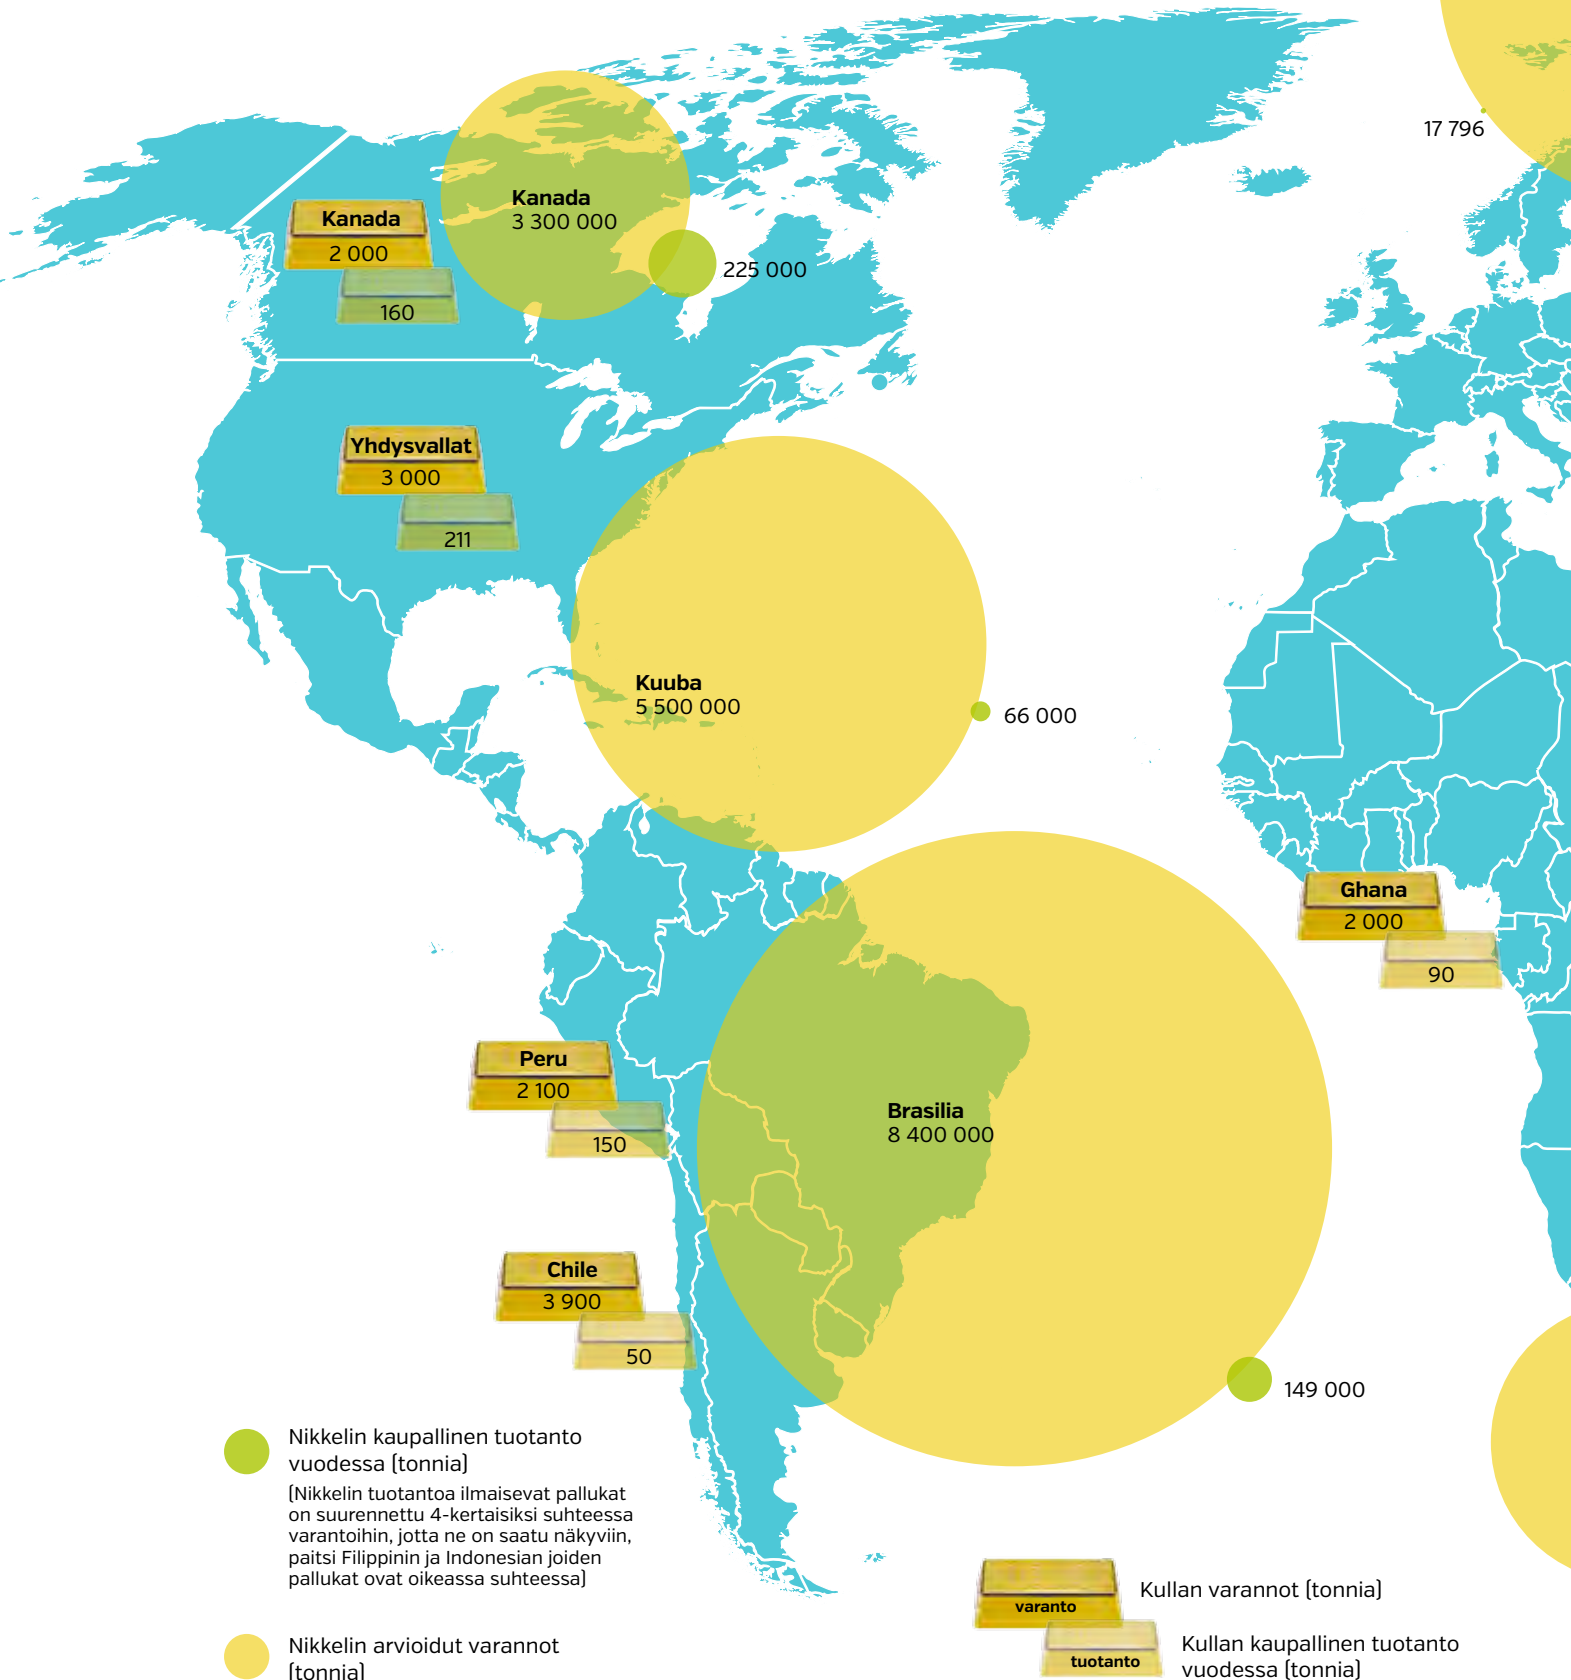 17 796
Kanada
3 300 000
225 000
Kanada
2 000
160
Yhdysvallat
3 000
211
Kuuba
5 500 000
66 000
Ghana
2 000
90
Peru
2 100
150
Brasilia
8 400 000
Chile
3 900
50
149 000
Nikkelin kaupallinen tuotanto
vuodessa (tonnia)
(Nikkelin tuotantoa ilmaisevat pallukat
on suurennettu 4-kertaisiksi suhteessa
varantoihin, jotta ne on saatu näkyviin,
paitsi Filippinin ja Indonesian joiden
pallukat ovat oikeassa suhteessa)
Nikkelin arvioidut varannot
(tonnia)
varanto
Kullan varannot (tonnia)
tuotanto
Kullan kaupallinen tuotanto
vuodessa (tonnia)